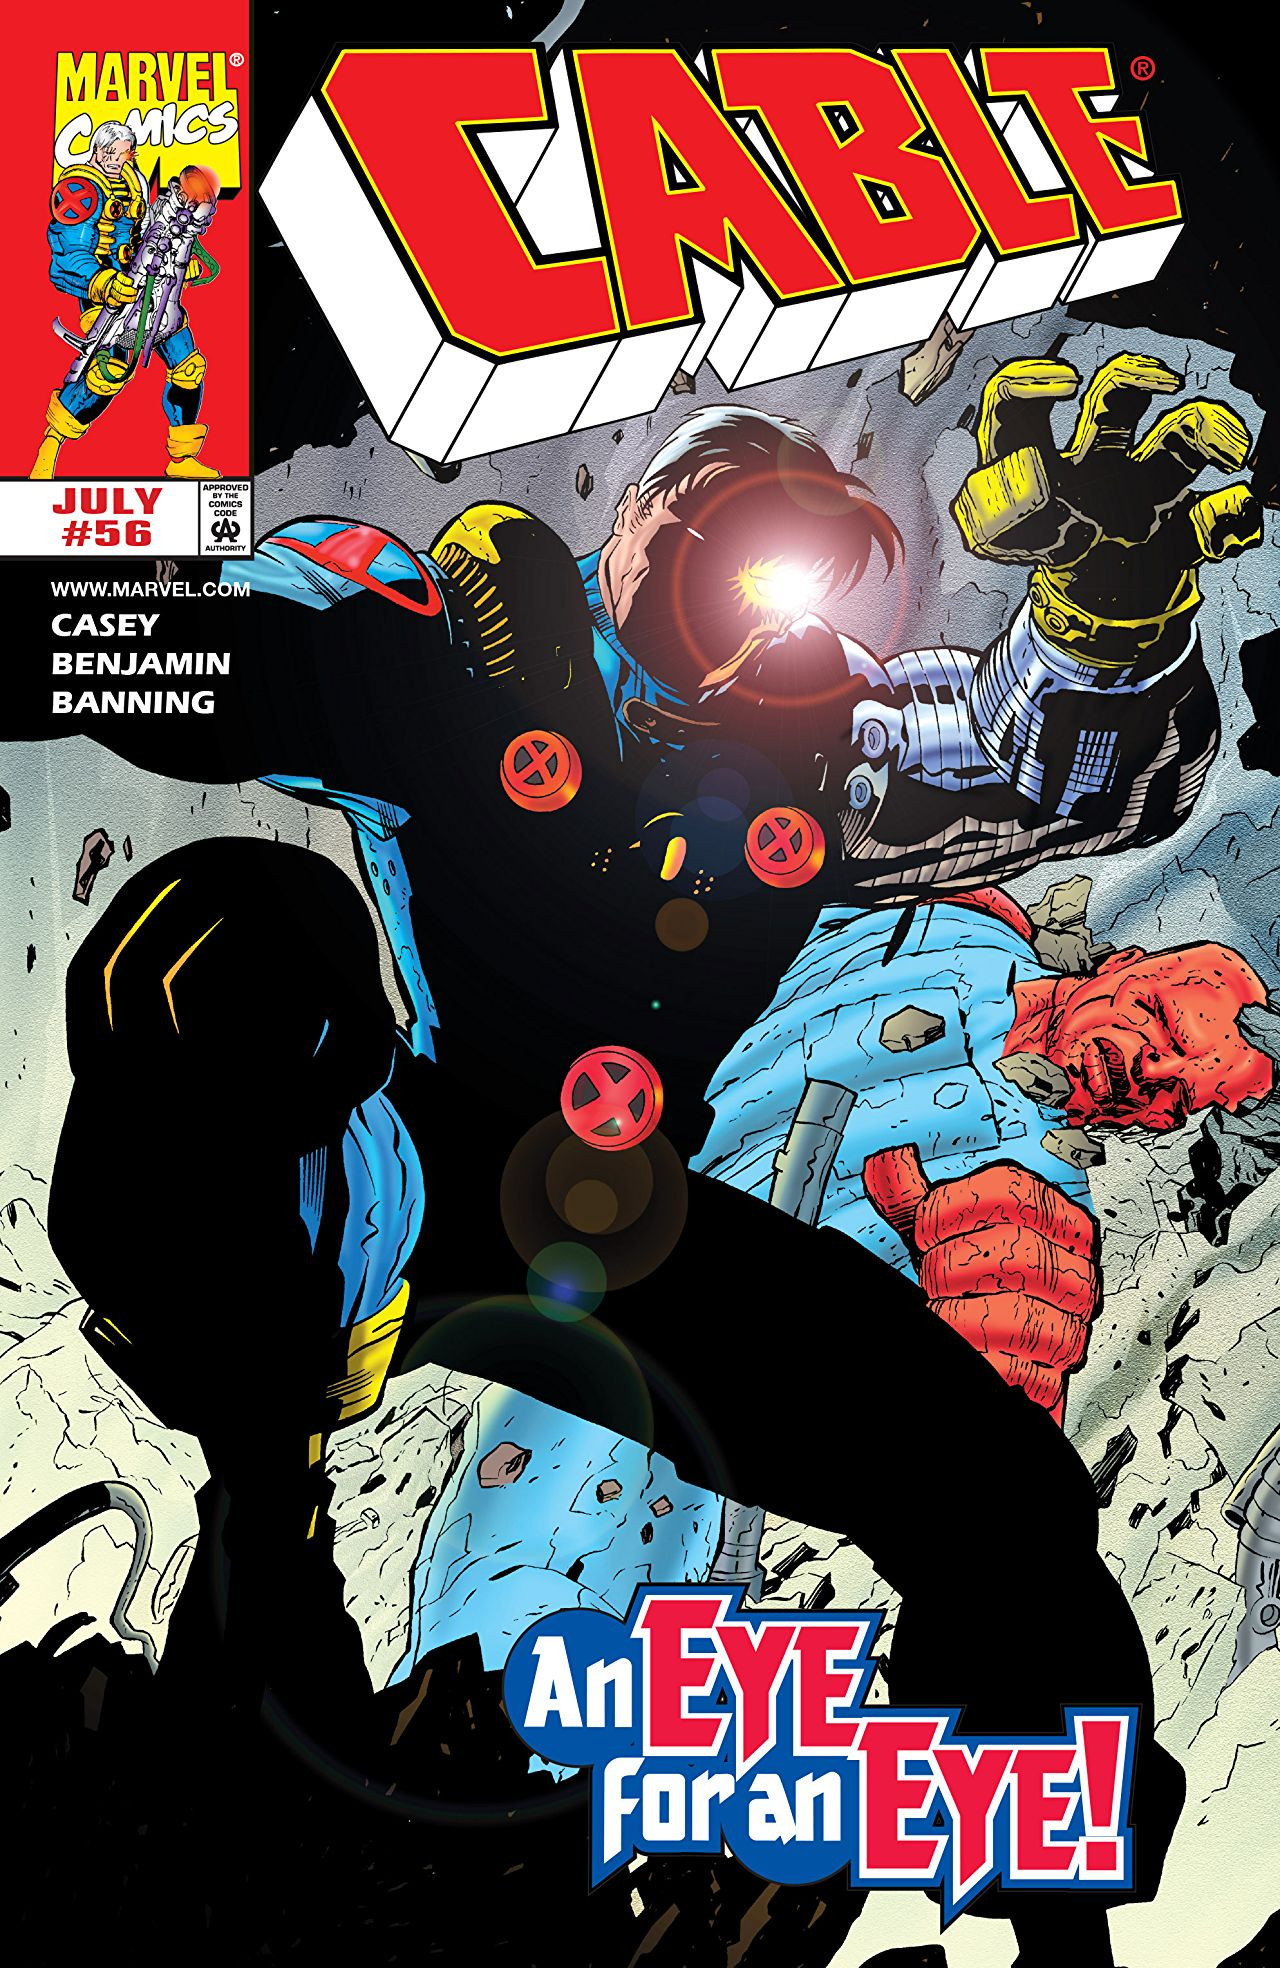 MARVEL®
COMICS
CABLE®
JULY
#56
APPROVED
BY THE
COMICS
CODE
CA
AUTHORITY
WWW.MARVEL.COM
CASEY
BENJAMIN
BANNING
An EYE
for an EYE!